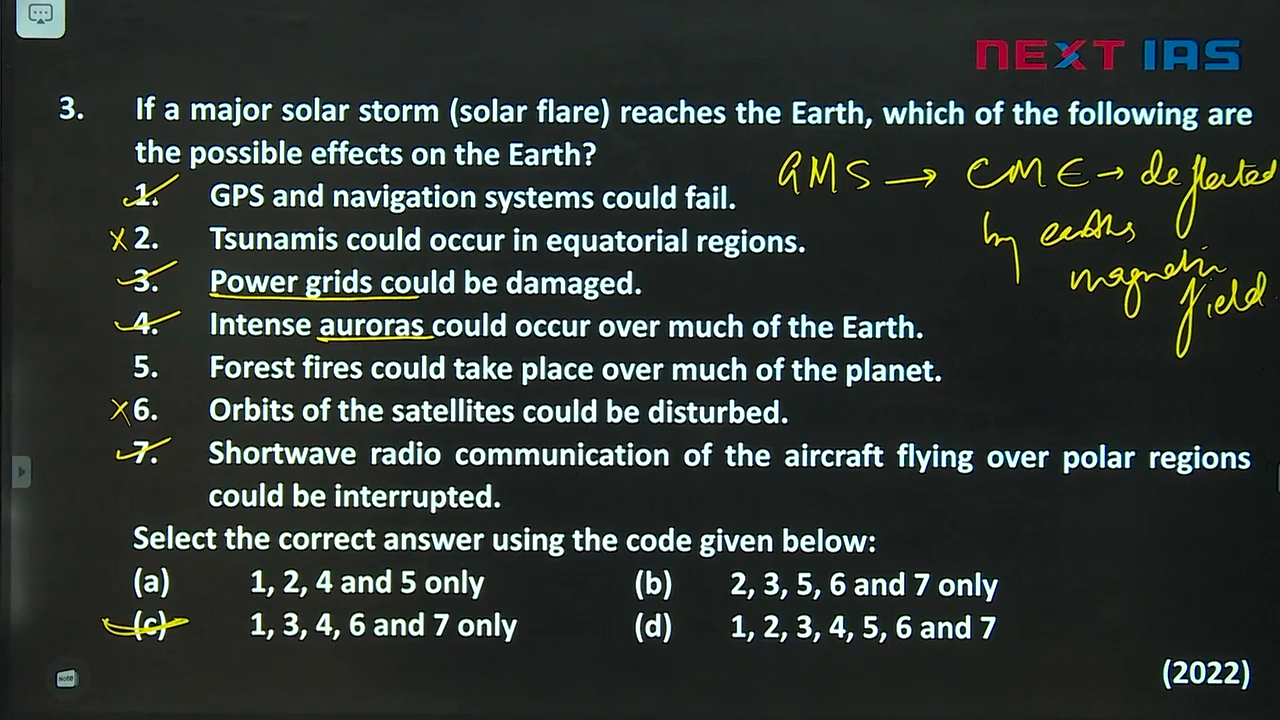 NEXT IAS
3. If a major solar storm (solar flare) reaches the Earth, which of the following are
the possible effects on the Earth?
GMS → CME → deflected
by earths
magnetic
field
1. GPS and navigation systems could fail.
x 2. Tsunamis could occur in equatorial regions.
3. Power grids could be damaged.
4. Intense auroras could occur over much of the Earth.
5. Forest fires could take place over much of the planet.
x 6. Orbits of the satellites could be disturbed.
7. Shortwave radio communication of the aircraft flying over polar regions
could be interrupted.
Select the correct answer using the code given below:
(a) 1, 2, 4 and 5 only (b) 2, 3, 5, 6 and 7 only
(c) 1, 3, 4, 6 and 7 only (d) 1, 2, 3, 4, 5, 6 and 7
(2022)
Note